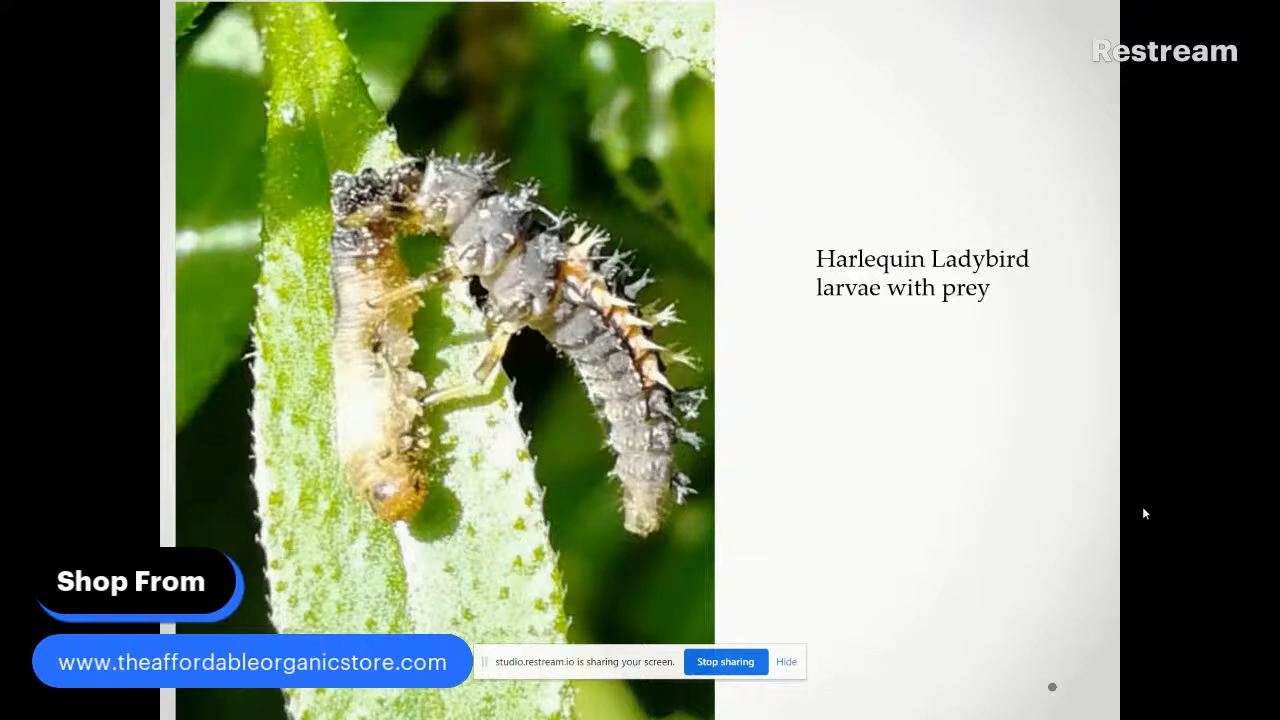 Restream
Harlequin Ladybird
larvae with prey
Shop From
www.theaffordableorganicstore.com
studio.restream.io is sharing your screen.
Stop sharing
Hide